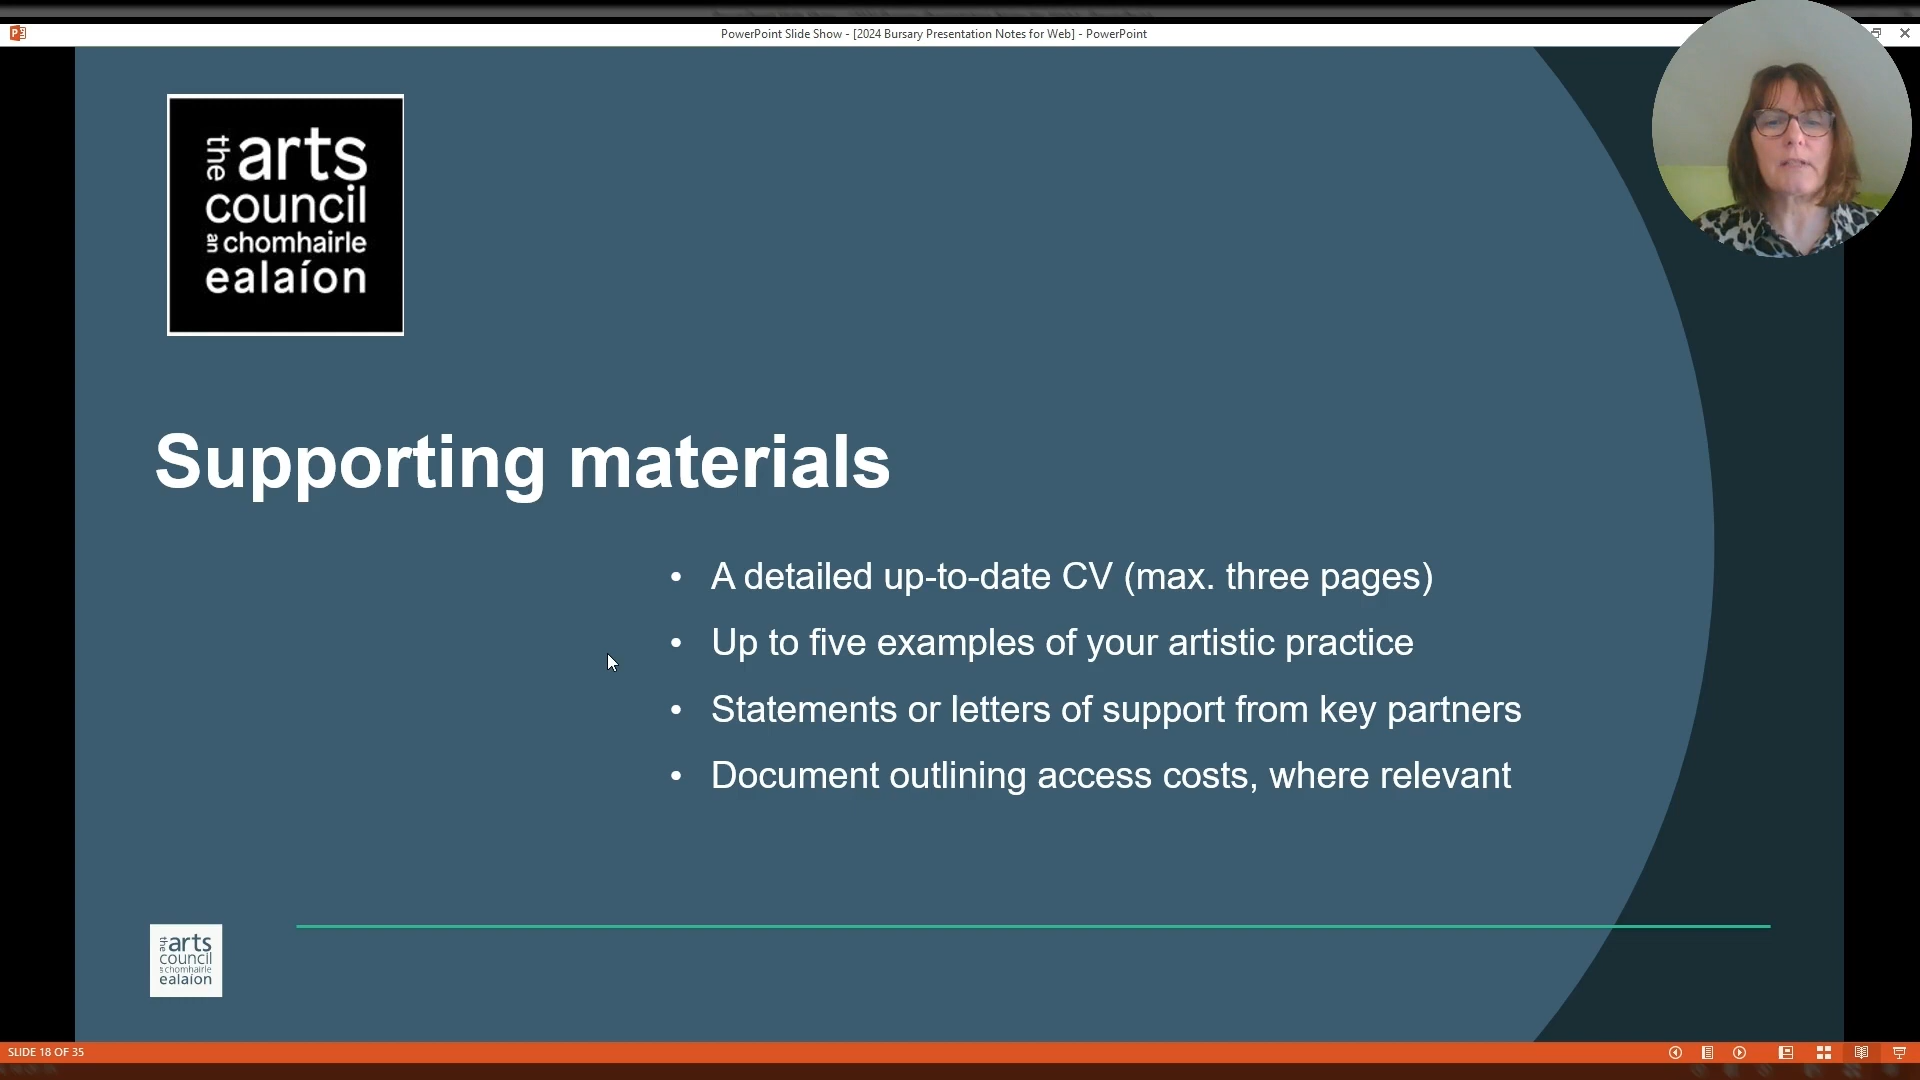 PowerPoint Slide Show - [2024 Bursary Presentation Notes for Web] - PowerPoint
the arts
council
an chomhairle
ealaíon
Supporting materials
• A detailed up-to-date CV (max. three pages)
• Up to five examples of your artistic practice
• Statements or letters of support from key partners
• Document outlining access costs, where relevant
the arts
council
an chomhairle
ealaíon
SLIDE 18 OF 35